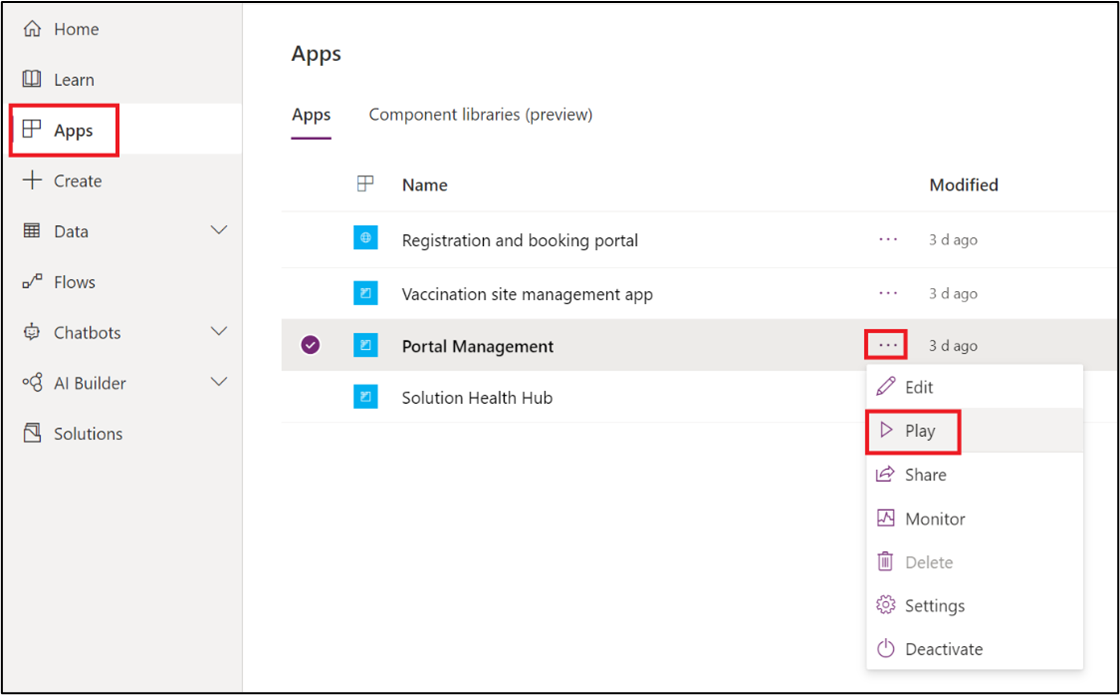 Home
Learn
Apps
Create
Data
Flows
Chatbots
AI Builder
Solutions
Apps
Apps Component libraries (preview)
Name Modified
Registration and booking portal ··· 3 d ago
Vaccination site management app ··· 3 d ago
Portal Management ··· 3 d ago
Solution Health Hub
Edit
Play
Share
Monitor
Delete
Settings
Deactivate